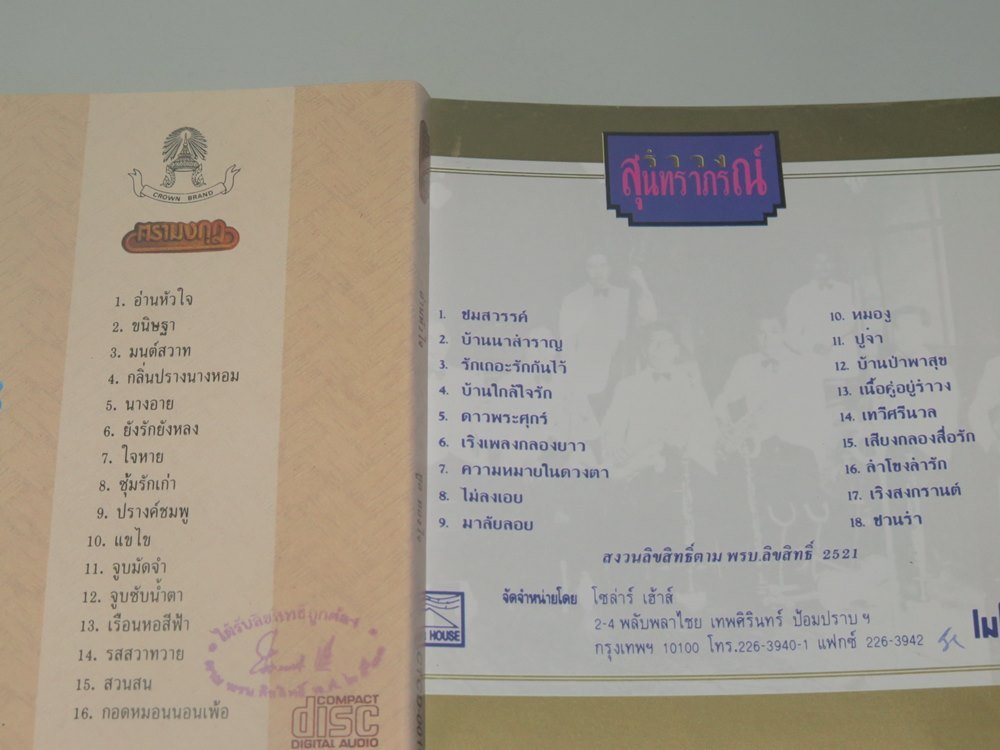 CROWN BRAND
ตรามงกุฎ
1. อ่านหัวใจ
2. ขนิษฐา
3. มนต์สวาท
4. กลิ่นปรางนางหอม
5. นางอาย
6. ยังรักยังหลง
7. ใจหาย
8. ซุ้มรักเก่า
9. ปรางค์ชมพู
10. แขไข
11. จูบมัดจำ
12. จูบซับน้ำตา
13. เรือนหอสีฟ้า
14. รสสวาทวาย
15. สวนสน
16. กอดหมอนนอนเพ้อ
ได้รับลิขสิทธิ์ถูกต้อง
COMPACT
disc
DIGITAL AUDIO
อ่านหัวใจ
รำวง
สุนทราภรณ์
1. ชมสวรรค์
2. บ้านนาสำราญ
3. รักเถอะรักกันไว้
4. บ้านใกล้ใจรัก
5. ดาวพระศุกร์
6. เริงเพลงกลองยาว
7. ความหมายในดวงตา
8. ไม่ลงเอย
9. มาลัยลอย
10. หมองู
11. ปูจ๋า
12. บ้านป่าพาสุข
13. เนื้อคู่อยู่รำวง
14. เทวีศรีนวล
15. เสียงกลองสื่อรัก
16. ลำโขงลำรัก
17. เริงสงกรานต์
18. ชานร่า
สงวนลิขสิทธิ์ตาม พรบ.ลิขสิทธิ์ 2521
HOUSE
จัดจำหน่ายโดย โซล่าร์ เฮ้าส์
2-4 พลับพลาไชย เทพศิรินทร์ ป้อมปราบ ฯ
กรุงเทพฯ 10100 โทร.226-3940-1 แฟกซ์ 226-3942